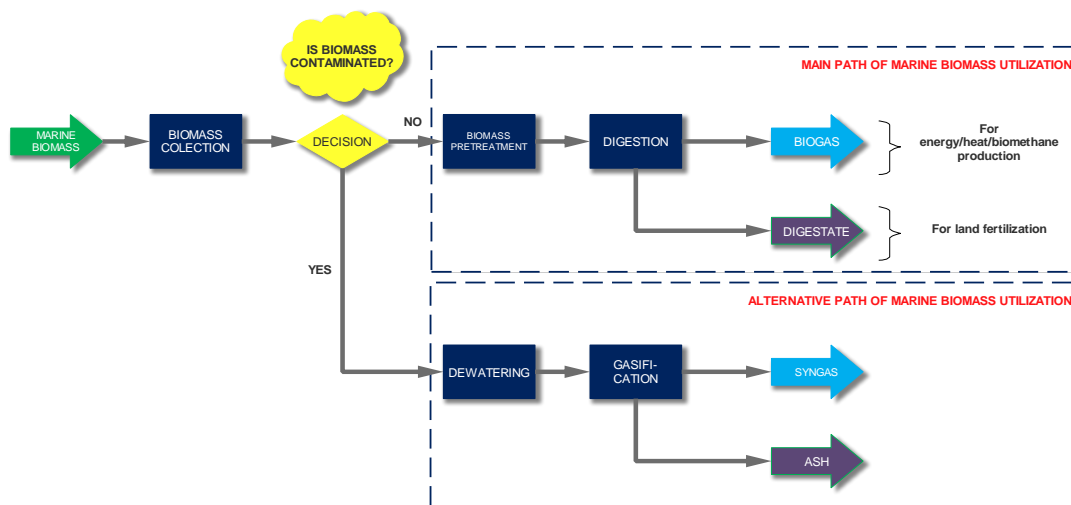 IS BIOMASS
CONTAMINATED?
MAIN PATH OF MARINE BIOMASS UTILIZATION
MARINE
BIOMASS
BIOMASS
COLECTION
DECISION
NO
BIOMASS
PRETREATMENT
DIGESTION
BIOGAS
For
energy/heat/biomethane
production
DIGESTATE
For land fertilization
YES
ALTERNATIVE PATH OF MARINE BIOMASS UTILIZATION
DEWATERING
GASIFI-
CATION
SYNGAS
ASH